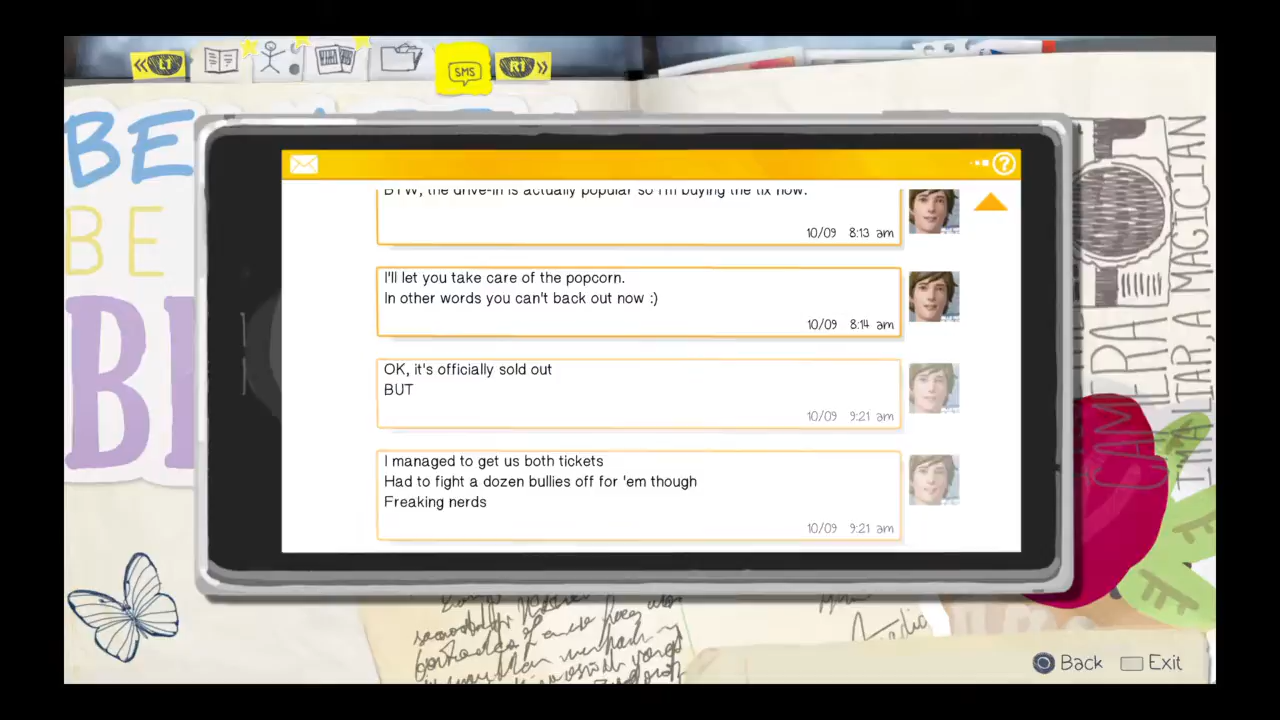 LT
SMS
R1
BE
BE
?
BTW, the drive-in is actually popular so I'm buying the tix now.
10/09 8:13 am
I'll let you take care of the popcorn.
In other words you can't back out now :)
10/09 8:14 am
OK, it's officially sold out
BUT
10/09 9:21 am
I managed to get us both tickets
Had to fight a dozen bullies off for 'em though
Freaking nerds
10/09 9:21 am
CAMERA
LIAR, A MAGICIAN
Back
Exit